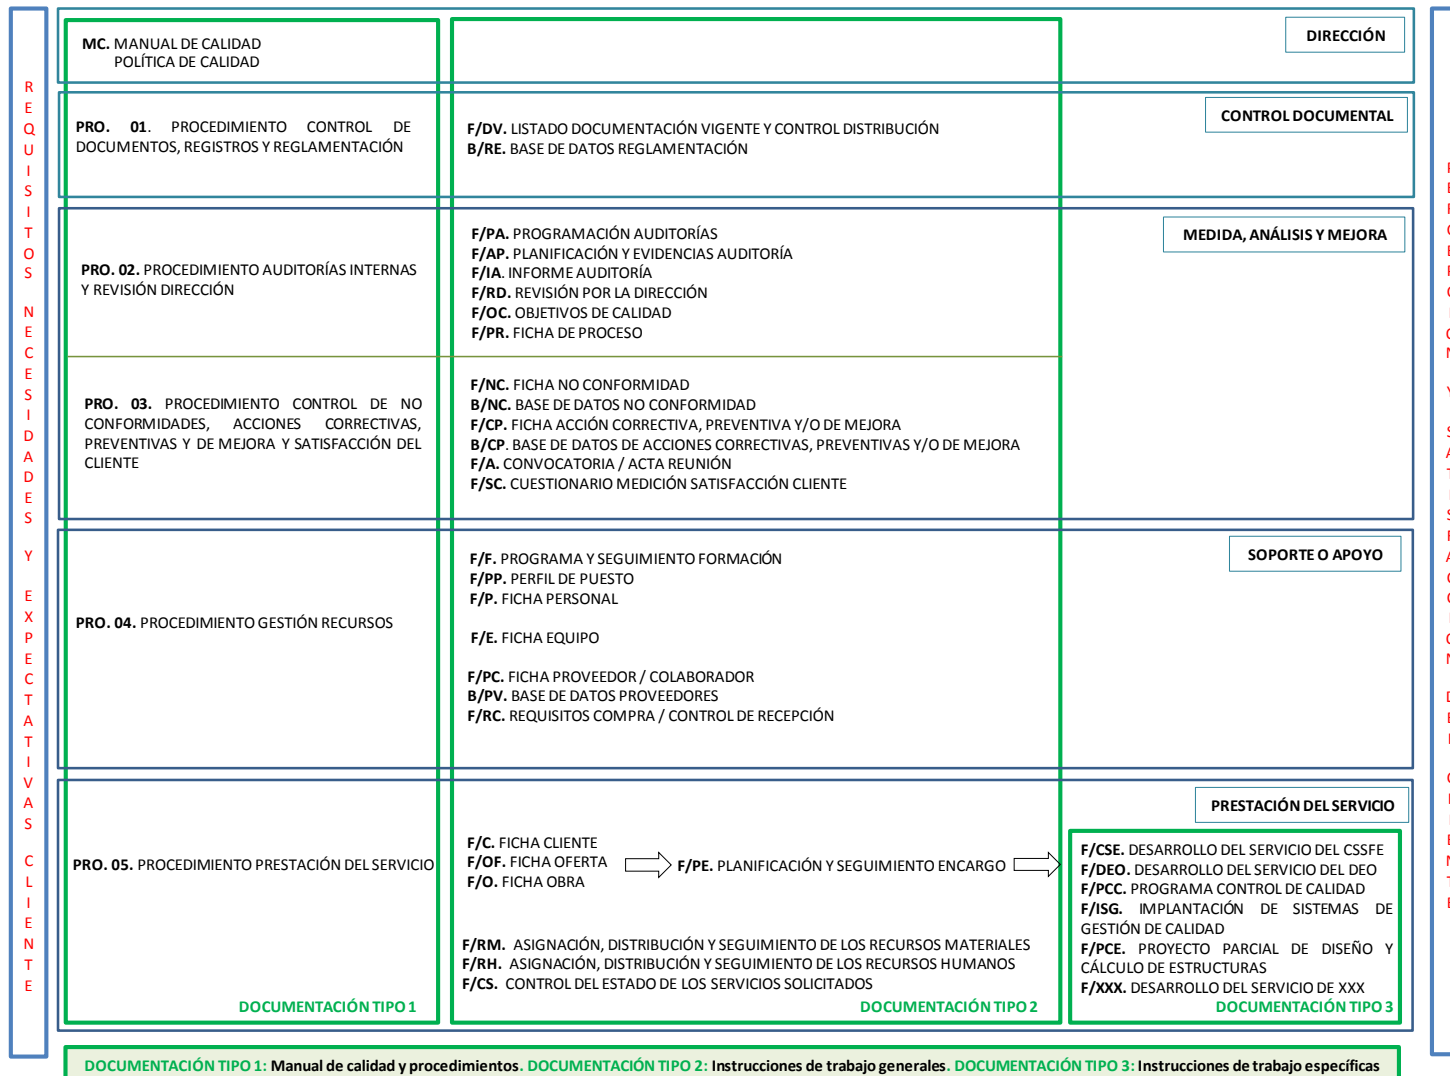 REQUISITOS NECESIDADES Y EXPECTATIVAS CLIENTE
MC. MANUAL DE CALIDAD
POLÍTICA DE CALIDAD
DIRECCIÓN
PRO. 01. PROCEDIMIENTO CONTROL DE
DOCUMENTOS, REGISTROS Y REGLAMENTACIÓN
F/DV. LISTADO DOCUMENTACIÓN VIGENTE Y CONTROL DISTRIBUCIÓN
B/RE. BASE DE DATOS REGLAMENTACIÓN
CONTROL DOCUMENTAL
PRO. 02. PROCEDIMIENTO AUDITORÍAS INTERNAS
Y REVISIÓN DIRECCIÓN
F/PA. PROGRAMACIÓN AUDITORÍAS
F/AP. PLANIFICACIÓN Y EVIDENCIAS AUDITORÍA
F/IA. INFORME AUDITORÍA
F/RD. REVISIÓN POR LA DIRECCIÓN
F/OC. OBJETIVOS DE CALIDAD
F/PR. FICHA DE PROCESO
MEDIDA, ANÁLISIS Y MEJORA
PRO. 03. PROCEDIMIENTO CONTROL DE NO
CONFORMIDADES, ACCIONES CORRECTIVAS,
PREVENTIVAS Y DE MEJORA Y SATISFACCIÓN DEL
CLIENTE
F/NC. FICHA NO CONFORMIDAD
B/NC. BASE DE DATOS NO CONFORMIDAD
F/CP. FICHA ACCIÓN CORRECTIVA, PREVENTIVA Y/O DE MEJORA
B/CP. BASE DE DATOS DE ACCIONES CORRECTIVAS, PREVENTIVAS Y/O DE MEJORA
F/A. CONVOCATORIA / ACTA REUNIÓN
F/SC. CUESTIONARIO MEDICIÓN SATISFACCIÓN CLIENTE
PRO. 04. PROCEDIMIENTO GESTIÓN RECURSOS
F/F. PROGRAMA Y SEGUIMIENTO FORMACIÓN
F/PP. PERFIL DE PUESTO
F/P. FICHA PERSONAL
F/E. FICHA EQUIPO
F/PC. FICHA PROVEEDOR / COLABORADOR
B/PV. BASE DE DATOS PROVEEDORES
F/RC. REQUISITOS COMPRA / CONTROL DE RECEPCIÓN
SOPORTE O APOYO
PRO. 05. PROCEDIMIENTO PRESTACIÓN DEL SERVICIO
F/C. FICHA CLIENTE
F/OF. FICHA OFERTA
F/O. FICHA OBRA
F/PE. PLANIFICACIÓN Y SEGUIMIENTO ENCARGO
F/RM. ASIGNACIÓN, DISTRIBUCIÓN Y SEGUIMIENTO DE LOS RECURSOS MATERIALES
F/RH. ASIGNACIÓN, DISTRIBUCIÓN Y SEGUIMIENTO DE LOS RECURSOS HUMANOS
F/CS. CONTROL DEL ESTADO DE LOS SERVICIOS SOLICITADOS
PRESTACIÓN DEL SERVICIO
F/CSE. DESARROLLO DEL SERVICIO DEL CSSFE
F/DEO. DESARROLLO DEL SERVICIO DEL DEO
F/PCC. PROGRAMA CONTROL DE CALIDAD
F/ISG. IMPLANTACIÓN DE SISTEMAS DE
GESTIÓN DE CALIDAD
F/PCE. PROYECTO PARCIAL DE DISEÑO Y
CÁLCULO DE ESTRUCTURAS
F/XXX. DESARROLLO DEL SERVICIO DE XXX
DOCUMENTACIÓN TIPO 1
DOCUMENTACIÓN TIPO 2
DOCUMENTACIÓN TIPO 3
DOCUMENTACIÓN TIPO 1: Manual de calidad y procedimientos. DOCUMENTACIÓN TIPO 2: Instrucciones de trabajo generales. DOCUMENTACIÓN TIPO 3: Instrucciones de trabajo específicas